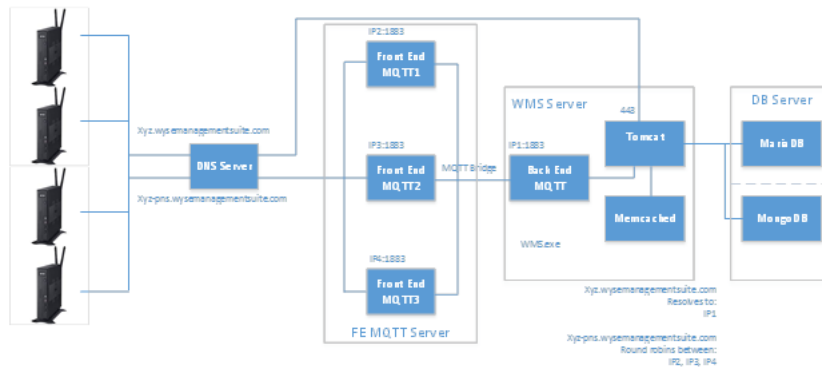 IP2:1883
Front End
MQTT1
WMS Server
DB Server
443
Xyz.wysemanagementsuite.com
IP3:1883
IP1:1883
Tomcat
Maria DB
DNS Server
Front End
MQTT2
MQTT Bridge
Back End
MQTT
Xyz-pns.wysemanagementsuite.com
Memcached
MongoDB
WMS.exe
IP4:1883
Front End
MQTT3
FE MQTT Server
Xyz.wysemanagementsuite.com
Resolves to:
IP1
Xyz-pns.wysemanagementsuite.com
Round robins between:
IP2, IP3, IP4